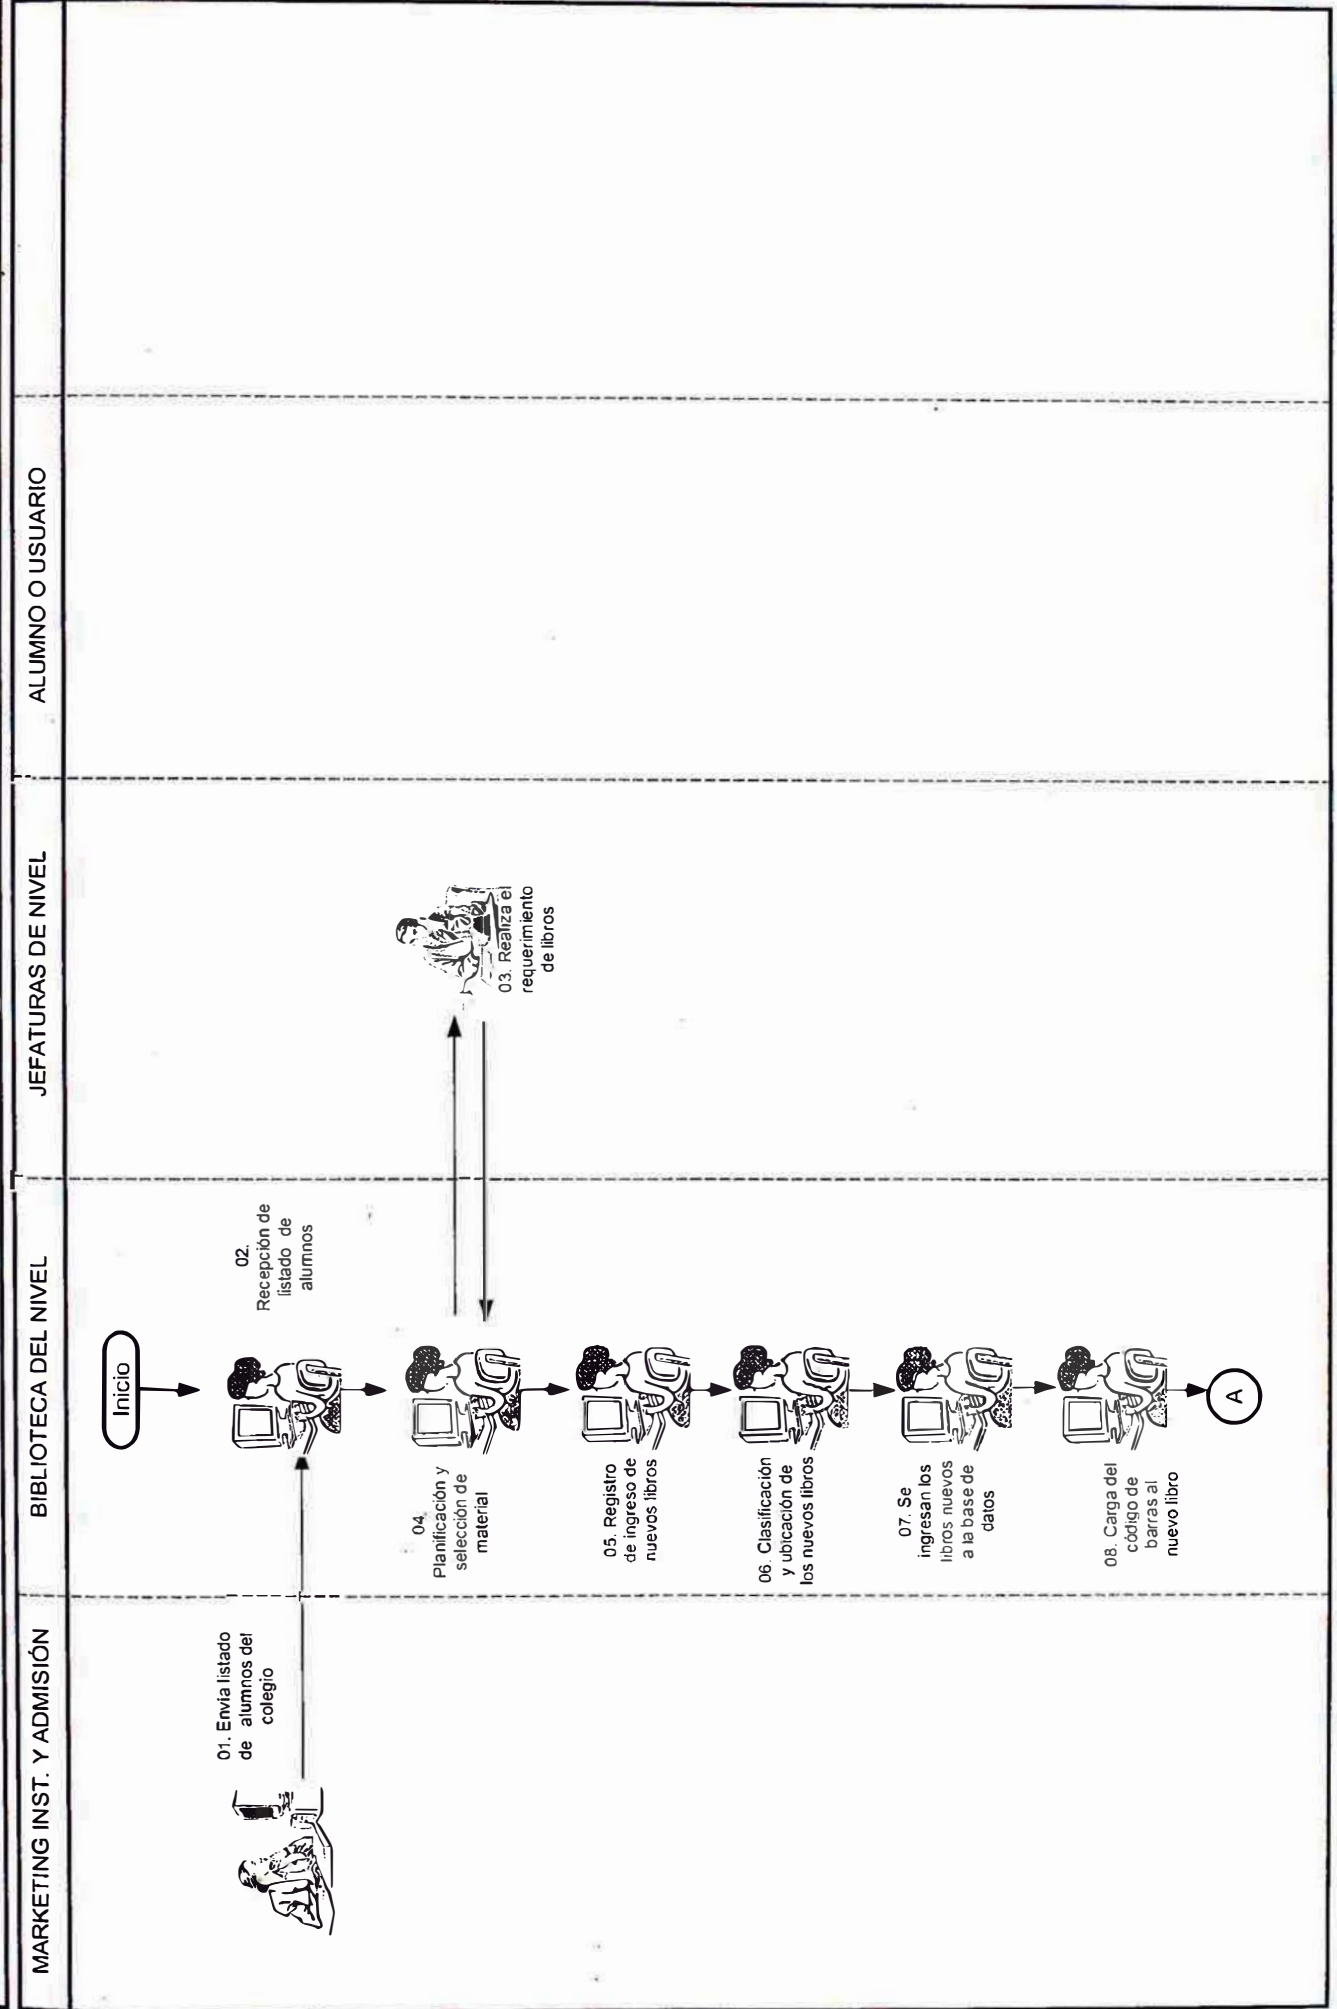 MARKETING INST. Y ADMISIÓN
BIBLIOTECA DEL NIVEL
JEFATURAS DE NIVEL
ALUMNO O USUARIO
Inicio
01. Envia listado
de alumnos del
colegio
02.
Recepción de
listado de
alumnos
03. Realiza el
requerimiento
de libros
04.
Planificación y
selección de
material
05. Registro
de ingreso de
nuevos libros
06. Clasificación
y ubicación de
los nuevos libros
07. Se
ingresan los
libros nuevos
a la base de
datos
08. Carga del
código de
barras al
nuevo libro
A